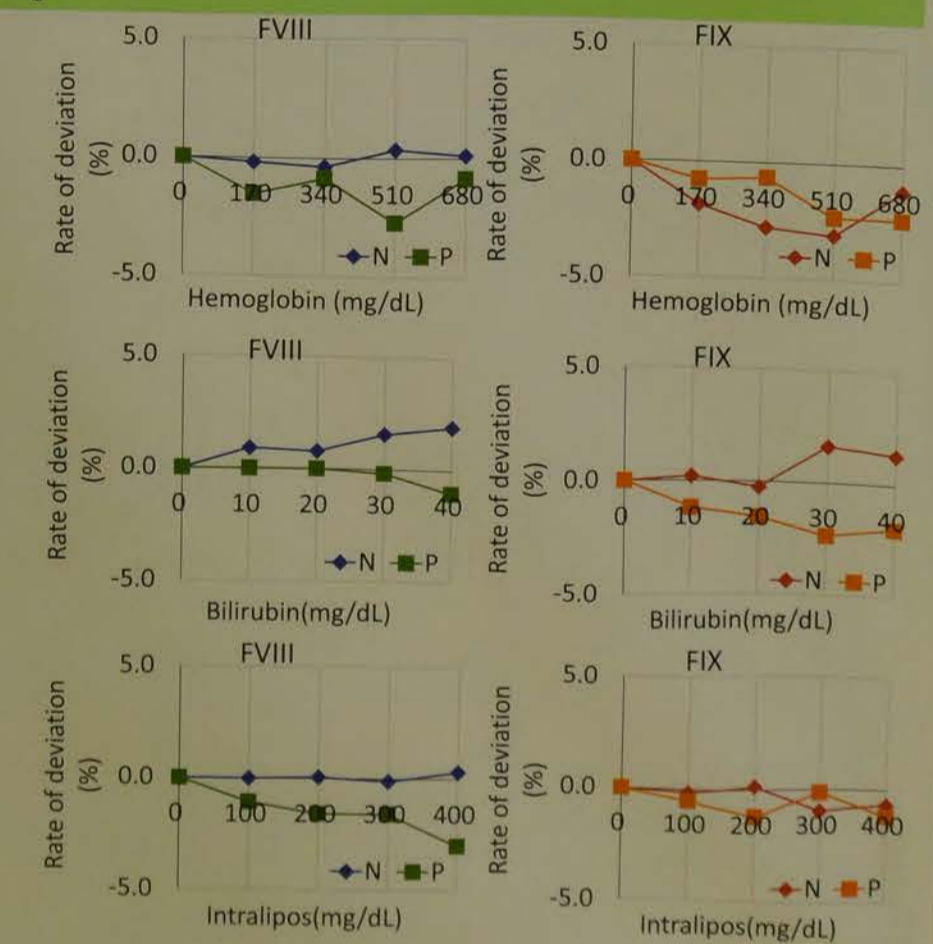 FVIII
5.0
0.0
-5.0
Rate of deviation
(%)
0 170 340 510 680
N P
Hemoglobin (mg/dL)
FIX
5.0
0.0
-5.0
Rate of deviation
(%)
0 170 340 510 680
N P
Hemoglobin (mg/dL)
FVIII
5.0
0.0
-5.0
Rate of deviation
(%)
0 10 20 30 40
N P
Bilirubin(mg/dL)
FIX
5.0
0.0
-5.0
Rate of deviation
(%)
0 10 20 30 40
N P
Bilirubin(mg/dL)
FVIII
5.0
0.0
-5.0
Rate of deviation
(%)
0 100 200 300 400
N P
Intralipos(mg/dL)
FIX
5.0
0.0
-5.0
Rate of deviation
(%)
0 100 200 300 400
N P
Intralipos(mg/dL)